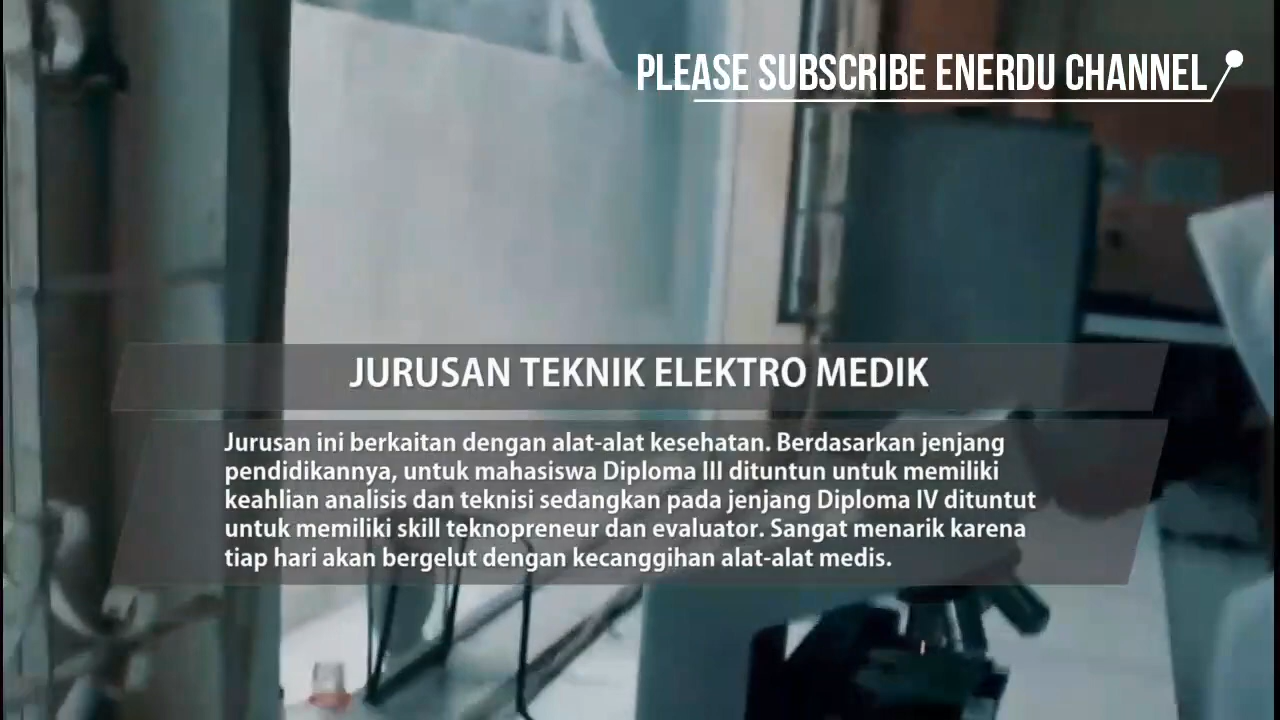 PLEASE SUBSCRIBE ENERDU CHANNEL
JURUSAN TEKNIK ELEKTRO MEDIK
Jurusan ini berkaitan dengan alat-alat kesehatan. Berdasarkan jenjang
pendidikannya, untuk mahasiswa Diploma III dituntun untuk memiliki
keahlian analisis dan teknisi sedangkan pada jenjang Diploma IV dituntut
untuk memiliki skill teknopreneur dan evaluator. Sangat menarik karena
tiap hari akan bergelut dengan kecanggihan alat-alat medis.